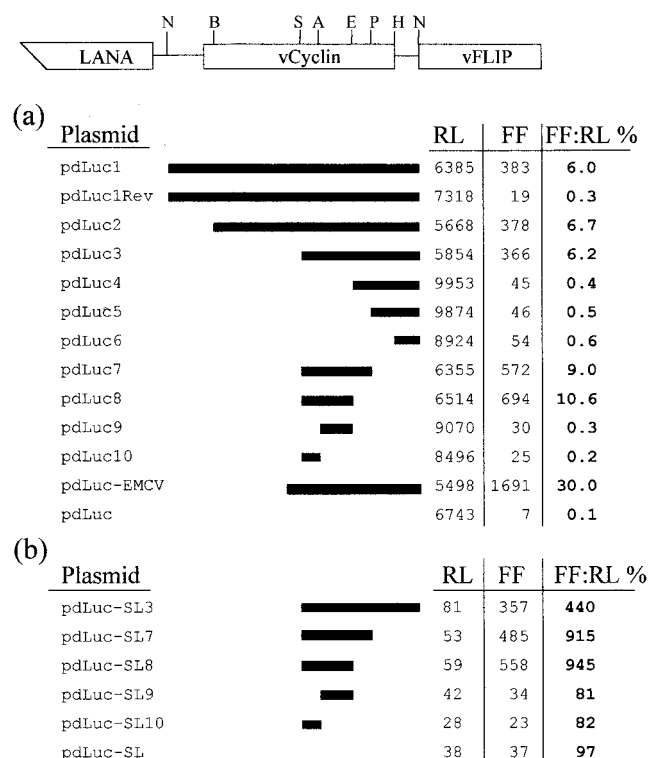 N B S A E P H N
LANA vCyclin vFLIP
(a)
Plasmid RL FF FF:RL %
pdLuc1 6385 383 6.0
pdLuc1Rev 7318 19 0.3
pdLuc2 5668 378 6.7
pdLuc3 5854 366 6.2
pdLuc4 9953 45 0.4
pdLuc5 9874 46 0.5
pdLuc6 8924 54 0.6
pdLuc7 6355 572 9.0
pdLuc8 6514 694 10.6
pdLuc9 9070 30 0.3
pdLuc10 8496 25 0.2
pdLuc-EMCV 5498 1691 30.0
pdLuc 6743 7 0.1
(b)
Plasmid RL FF FF:RL %
pdLuc-SL3 81 357 440
pdLuc-SL7 53 485 915
pdLuc-SL8 59 558 945
pdLuc-SL9 42 34 81
pdLuc-SL10 28 23 82
pdLuc-SL 38 37 97